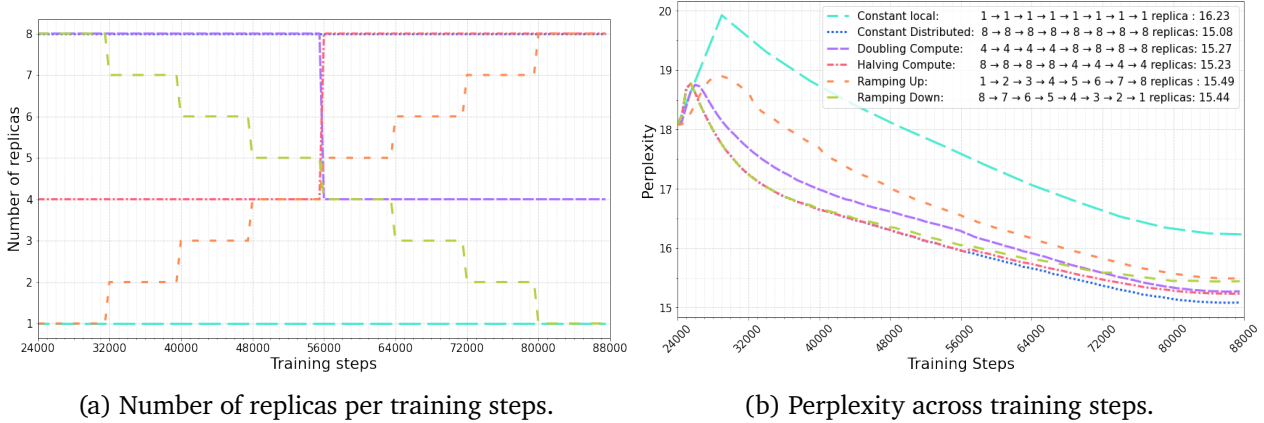 Number of replicas
8
7
6
5
4
3
2
1
24000 32000 40000 48000 56000 64000 72000 80000 88000
Training steps
(a) Number of replicas per training steps.
Perplexity
20
19
18
17
16
15
Constant local: 1 → 1 → 1 → 1 → 1 → 1 → 1 → 1 replica : 16.23
Constant Distributed: 8 → 8 → 8 → 8 → 8 → 8 → 8 → 8 replicas: 15.08
Doubling Compute: 4 → 4 → 4 → 4 → 8 → 8 → 8 → 8 replicas: 15.27
Halving Compute: 8 → 8 → 8 → 8 → 4 → 4 → 4 → 4 replicas: 15.23
Ramping Up: 1 → 2 → 3 → 4 → 5 → 6 → 7 → 8 replicas : 15.49
Ramping Down: 8 → 7 → 6 → 5 → 4 → 3 → 2 → 1 replicas: 15.44
24000 32000 40000 48000 56000 64000 72000 80000 88000
Training Steps
(b) Perplexity across training steps.